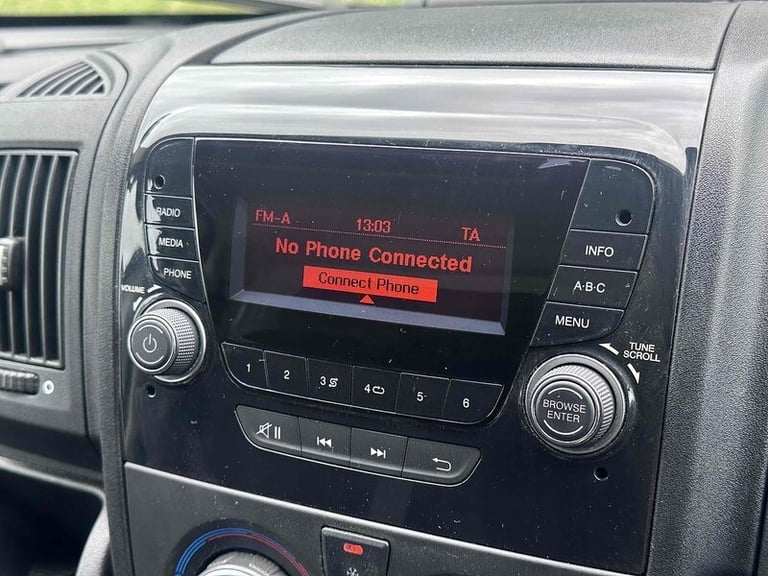 FM-A 13:03 TA
No Phone Connected
Connect Phone
RADIO
MEDIA
PHONE
VOLUME
INFO
A·B·C
MENU
TUNE
SCROLL
BROWSE
ENTER
1 2 3 4 5 6